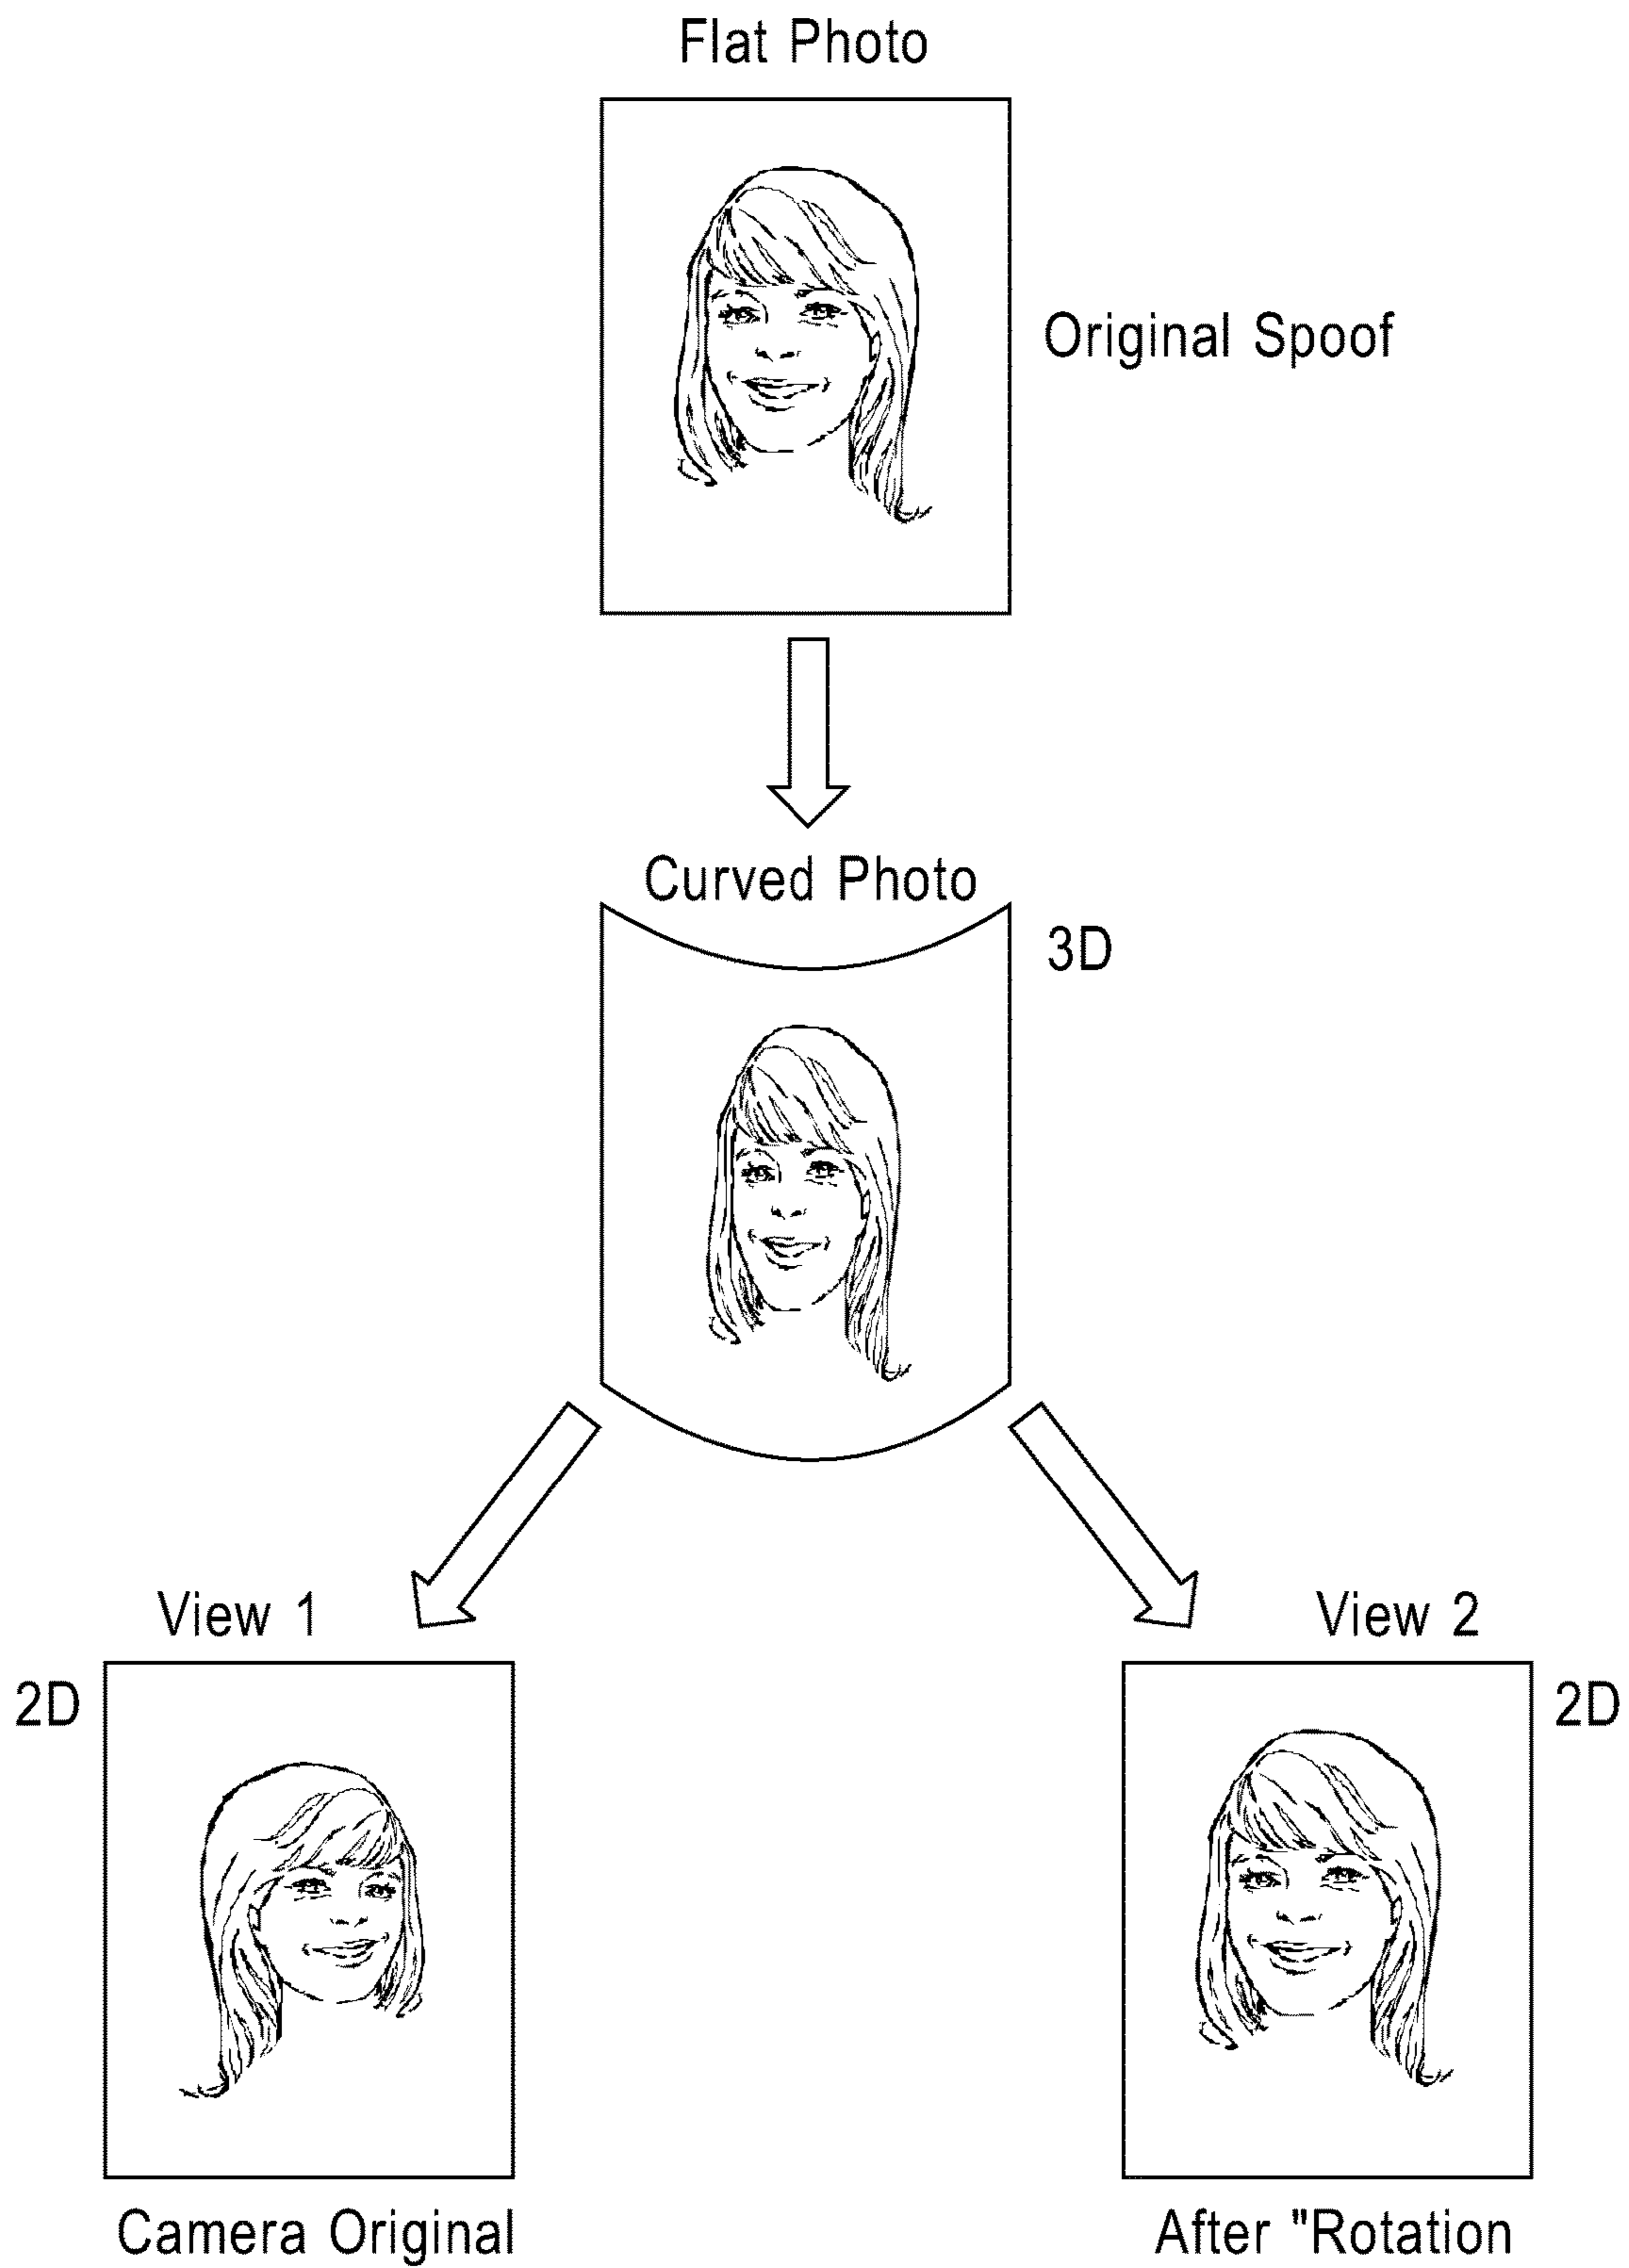 Flat Photo
Original Spoof
Curved Photo
3D
View 1
View 2
2D
2D
Camera Original
After "Rotation